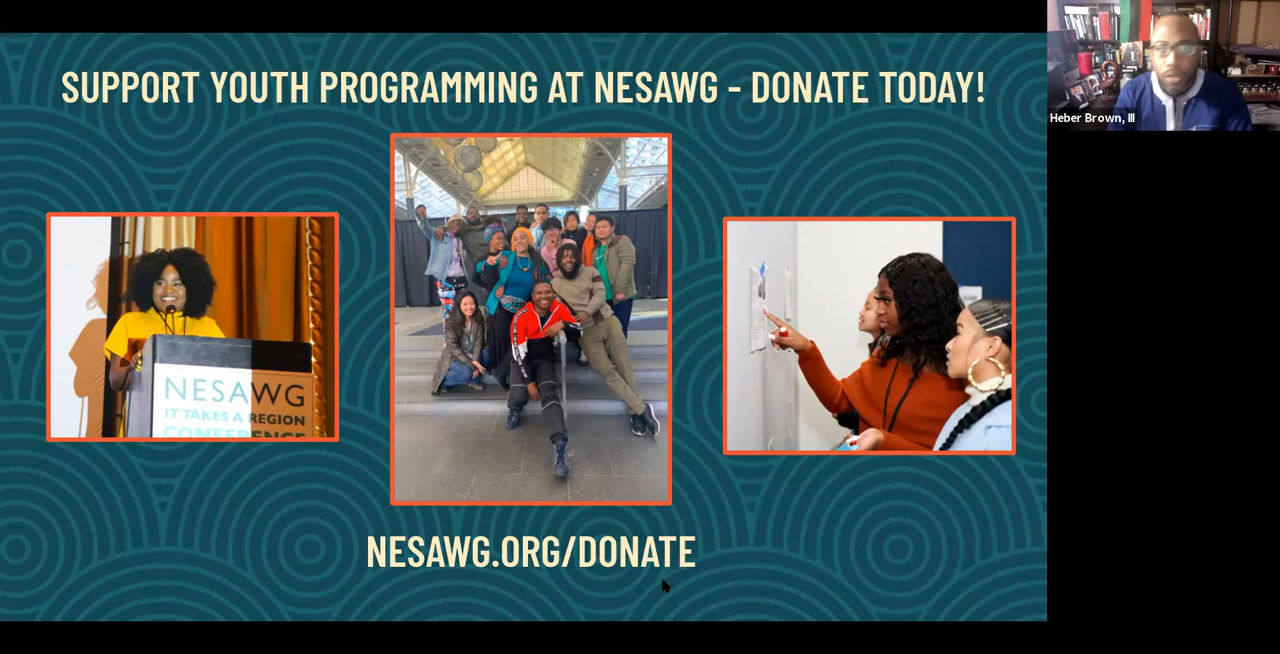 SUPPORT YOUTH PROGRAMMING AT NESAWG - DONATE TODAY!
Heber Brown, III
NESAWG
IT TAKES A REGION
CONFERENCE
NESAWG.ORG/DONATE